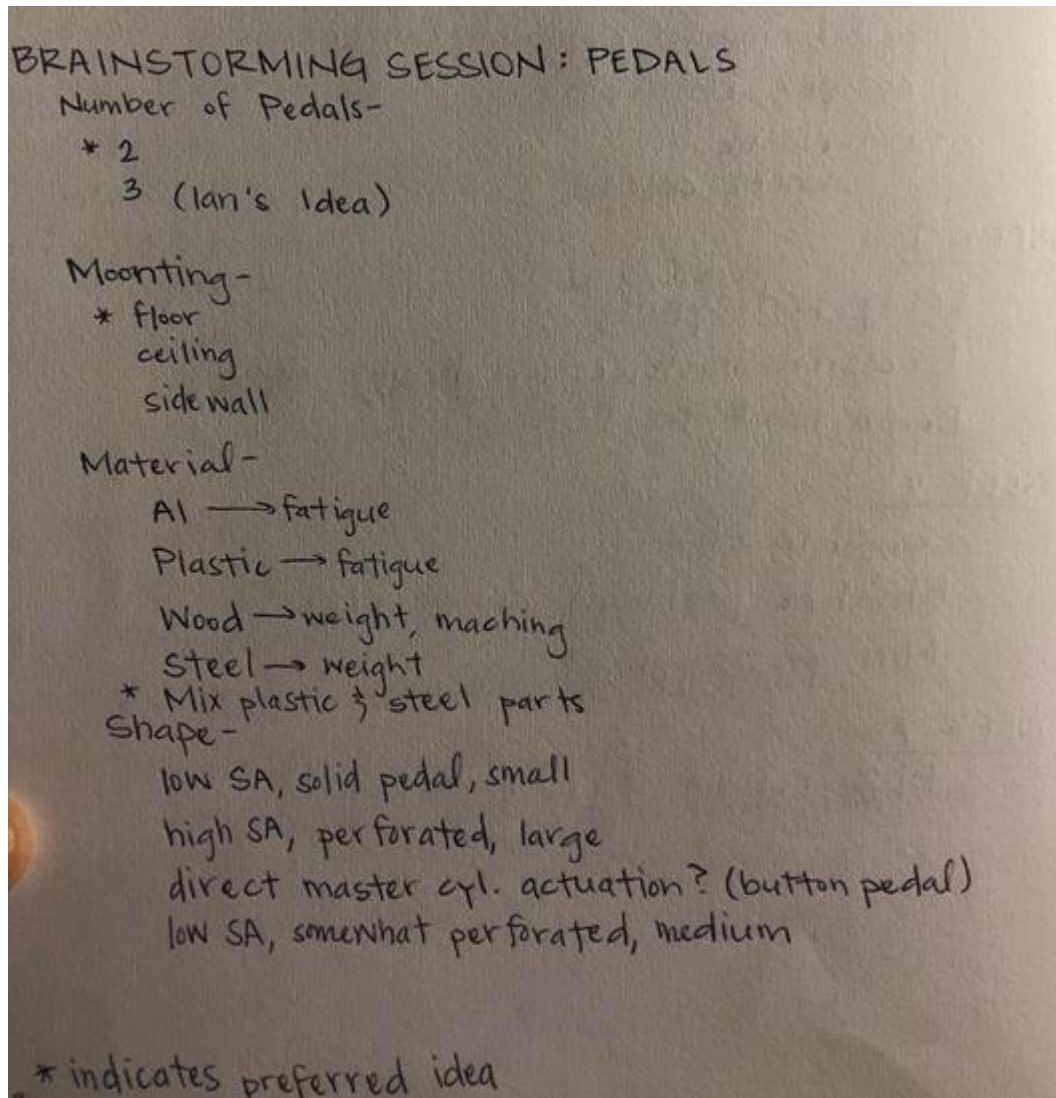 BRAINSTORMING SESSION: PEDALS
Number of Pedals-
* 2
3 (Ian's Idea)
Moonting-
* floor
ceiling
sidewall
Material-
Al → fatigue
Plastic → fatigue
Wood → weight, maching
Steel → weight
* Mix plastic & steel parts
Shape-
low SA, solid pedal, small
high SA, perforated, large
direct master cyl. actuation? (button pedal)
low SA, somewhat perforated, medium
* indicates preferred idea